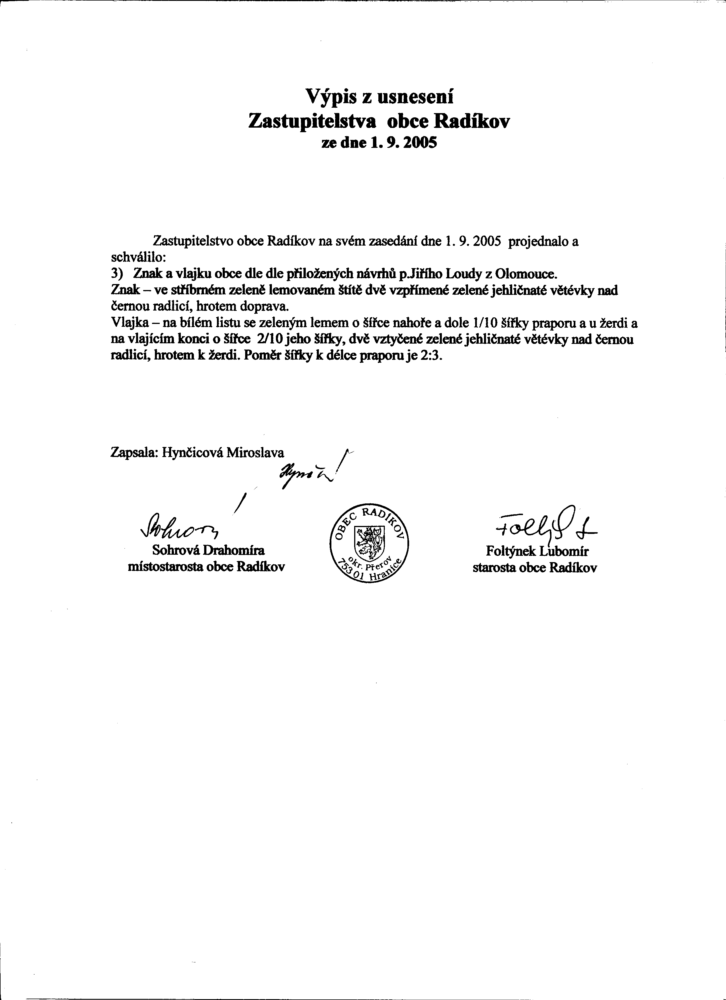 Výpis z usnesení
Zastupitelstva obce Radíkov
ze dne 1. 9. 2005
Zastupitelstvo obce Radíkov na svém zasedání dne 1. 9. 2005 projednalo a
schválilo:
3) Znak a vlajku obce dle dle přiložených návrhů p.Jiřího Loudy z Olomouce.
Znak – ve stříbrném zeleně lemovaném štítě dvě vzpřímené zelené jehličnaté větévky nad
černou radlicí, hrotem doprava.
Vlajka – na bílém listu se zeleným lemem o šířce nahoře a dole 1/10 šířky praporu a u žerdi a
na vlajícím konci o šířce 2/10 jeho šířky, dvě vztyčené zelené jehličnaté větévky nad černou
radlicí, hrotem k žerdi. Poměr šířky k délce praporu je 2:3.
Zapsala: Hynčicová Miroslava
OBEC RADÍKOV
okr. Přerov
753 01 Hranice
Sohrová Drahomíra
místostarosta obce Radíkov
Foltýnek Lubomír
starosta obce Radíkov